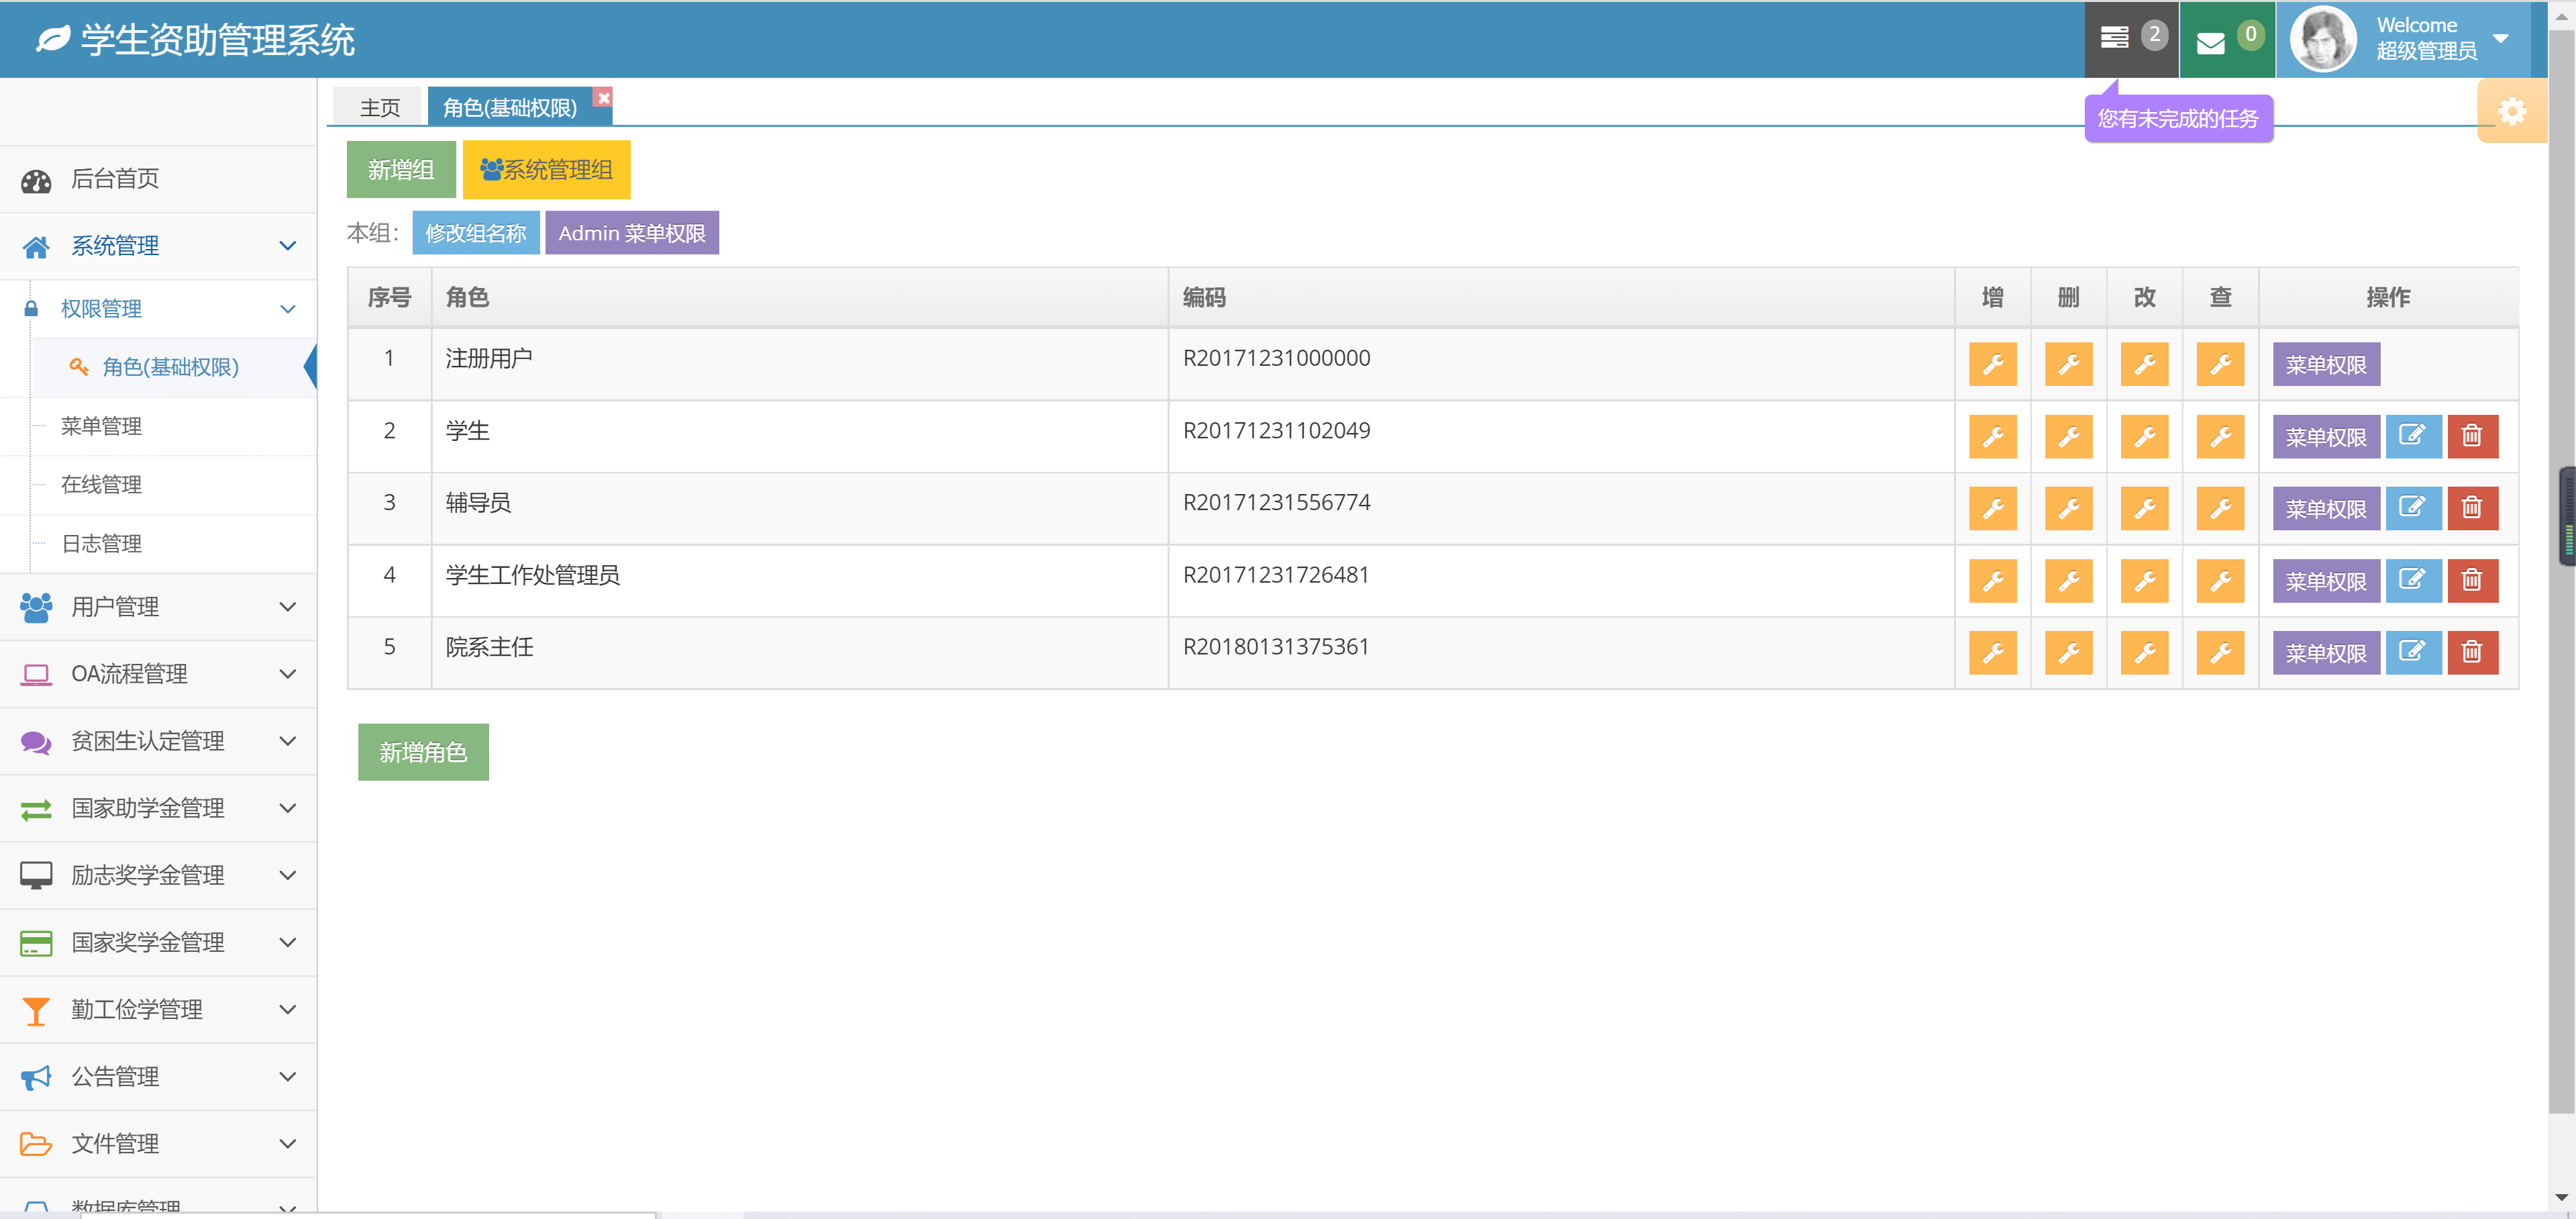 学生资助管理系统
2
0
Welcome
超级管理员
您有未完成的任务
主页
角色(基础权限)
后台首页
系统管理
权限管理
角色(基础权限)
菜单管理
在线管理
日志管理
用户管理
OA流程管理
贫困生认定管理
国家助学金管理
励志奖学金管理
国家奖学金管理
勤工俭学管理
公告管理
文件管理
数据库管理
新增组 系统管理组
本组： 修改组名称 Admin 菜单权限
序号 角色 编码 增 删 改 查 操作
1 注册用户 R20171231000000 菜单权限
2 学生 R20171231102049 菜单权限
3 辅导员 R20171231556774 菜单权限
4 学生工作处管理员 R20171231726481 菜单权限
5 院系主任 R20180131375361 菜单权限
新增角色